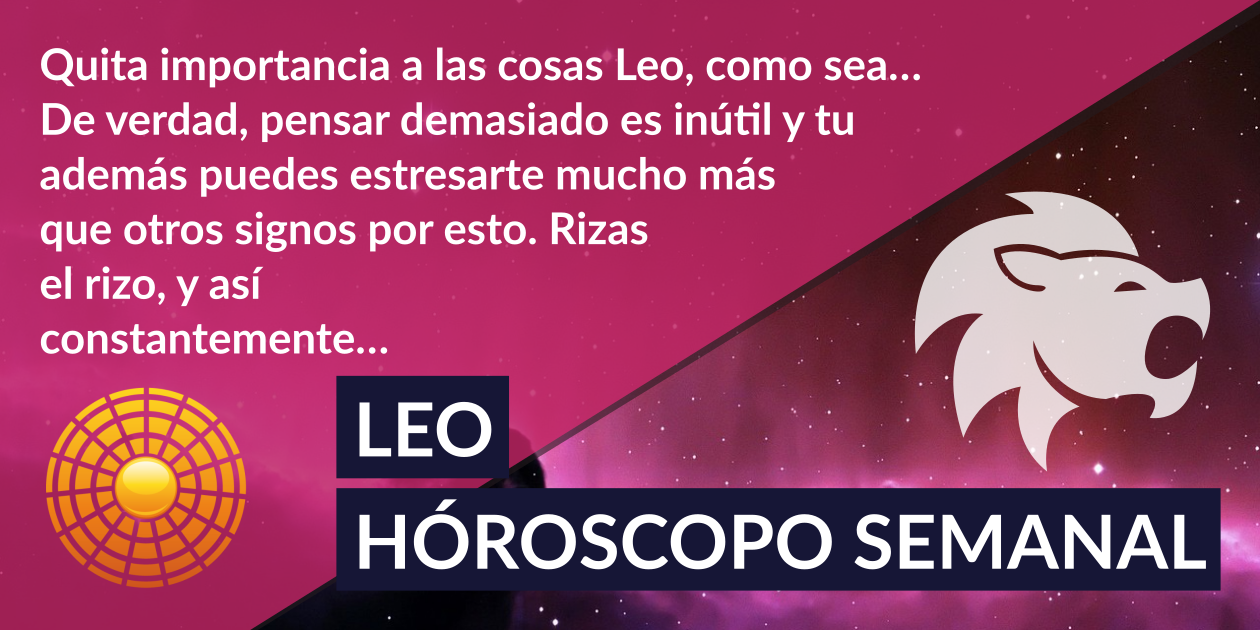 Quita importancia a las cosas Leo, como sea...
De verdad, pensar demasiado es inútil y tu
además puedes estresarte mucho más
que otros signos por esto. Rizas
el rizo, y así
constantemente...
LEO
HÓROSCOPO SEMANAL